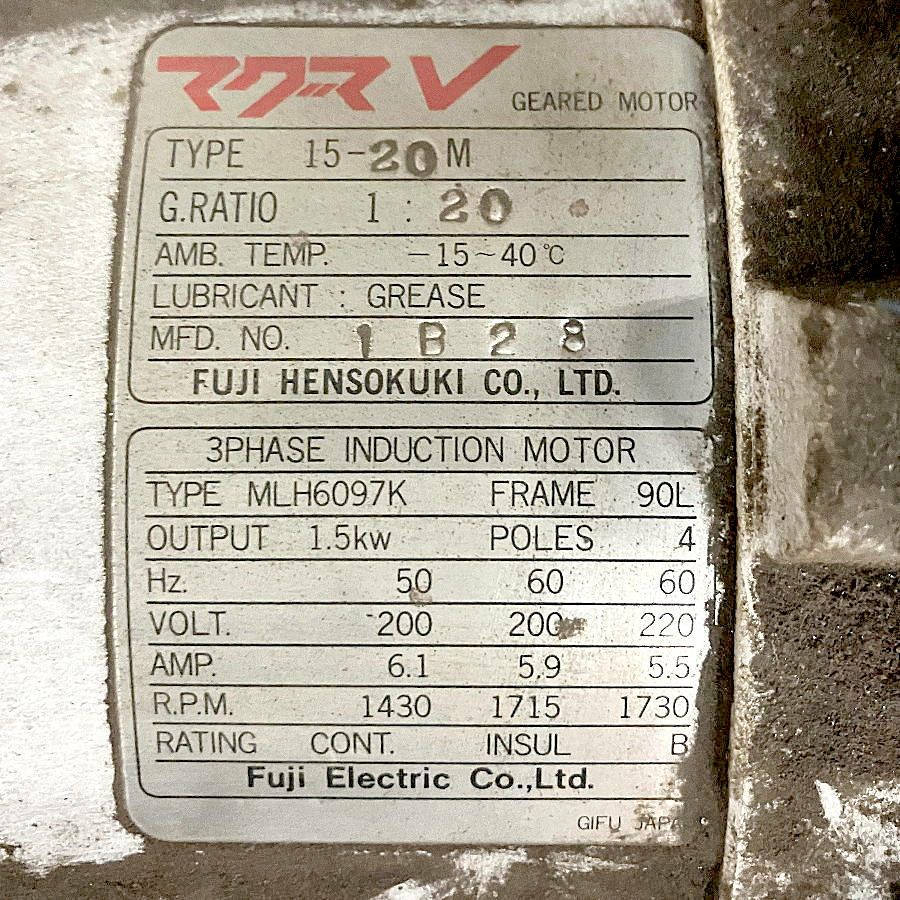 マクマV GEARED MOTOR
TYPE 15-20M
G.RATIO 1 : 20
AMB. TEMP. -15~40℃
LUBRICANT : GREASE
MFD. NO. 1 B 2 8
FUJI HENSOKUKI CO., LTD.
3PHASE INDUCTION MOTOR
TYPE MLH6097K FRAME 90L
OUTPUT 1.5kw POLES 4
Hz. 50 60 60
VOLT. 200 200 220
AMP. 6.1 5.9 5.5
R.P.M. 1430 1715 1730
RATING CONT. INSUL B
Fuji Electric Co.,Ltd.
GIFU JAPAN